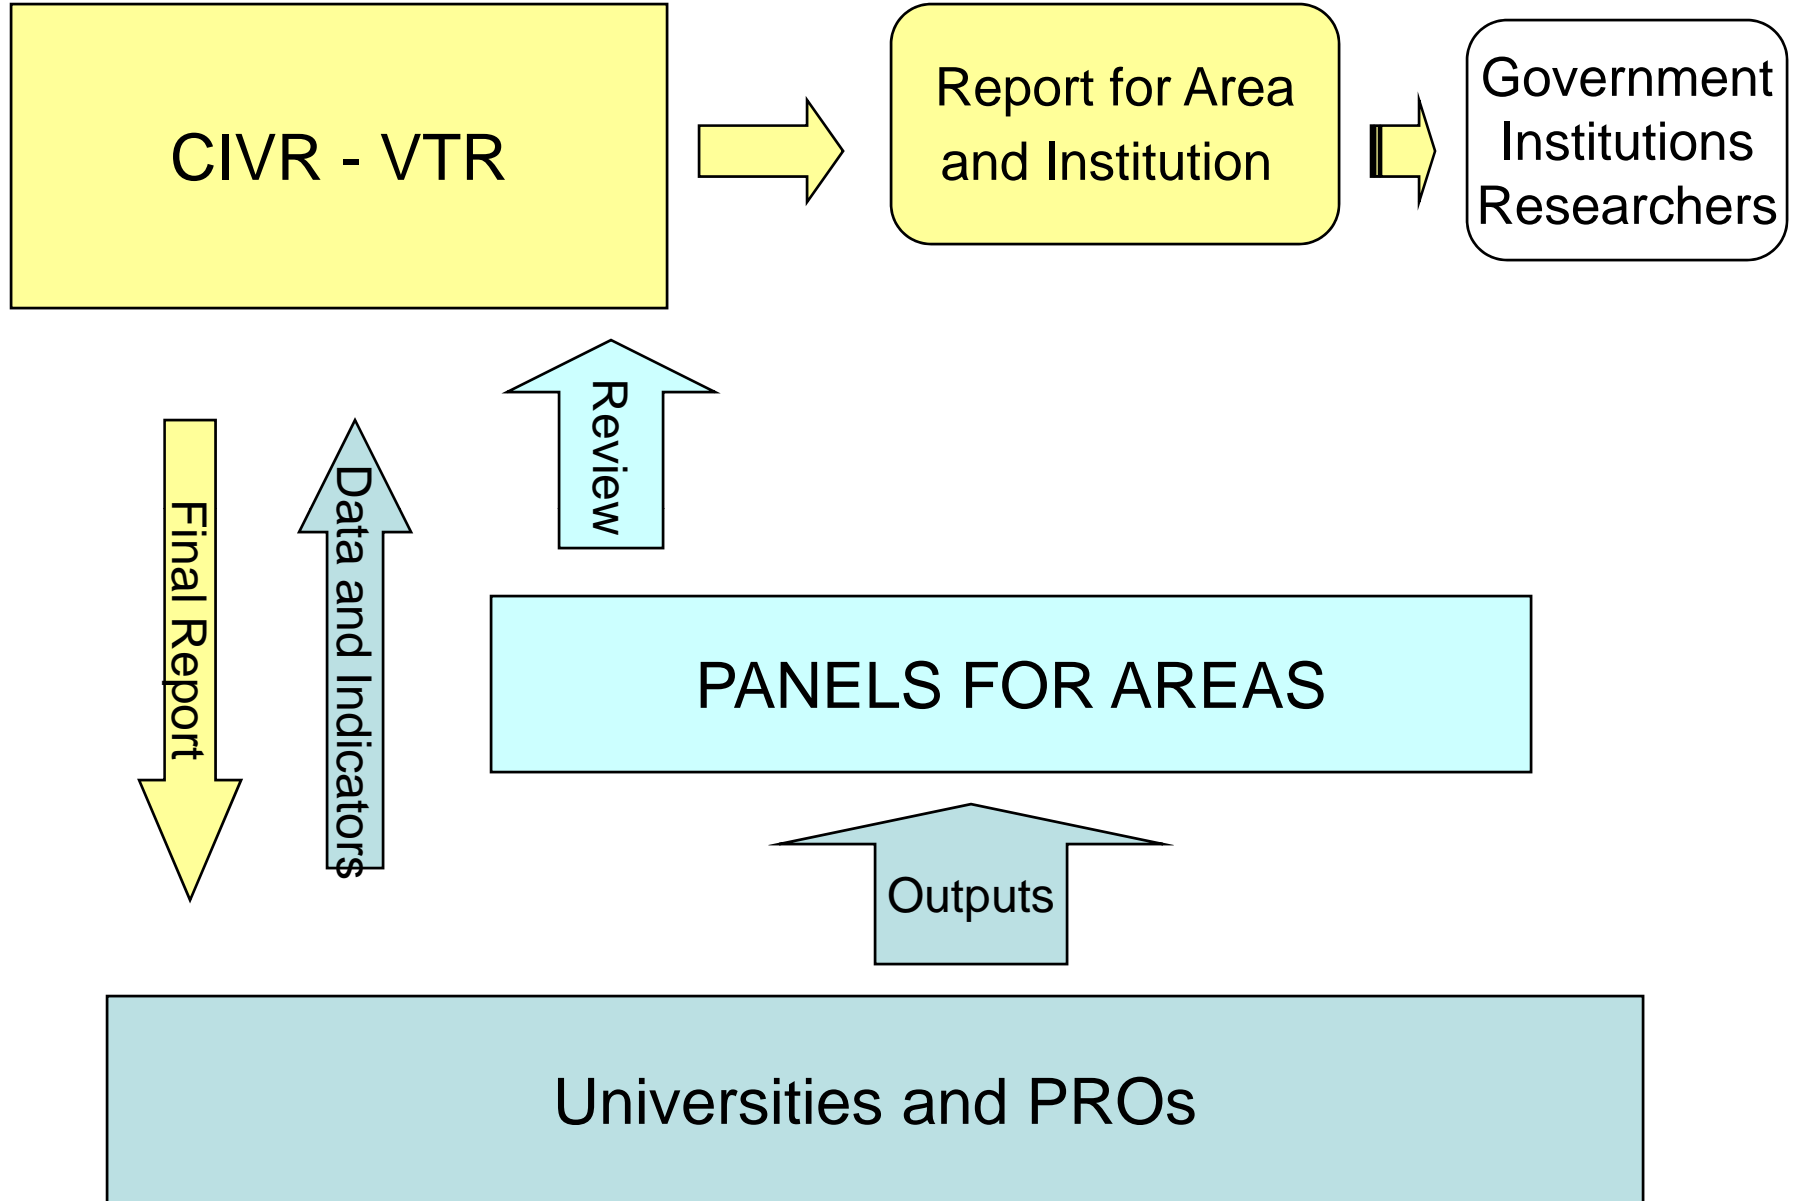 CIVR - VTR
Report for Area
and Institution
Government
Institutions
Researchers
Review
Final Report
Data and Indicators
PANELS FOR AREAS
Outputs
Universities and PROs